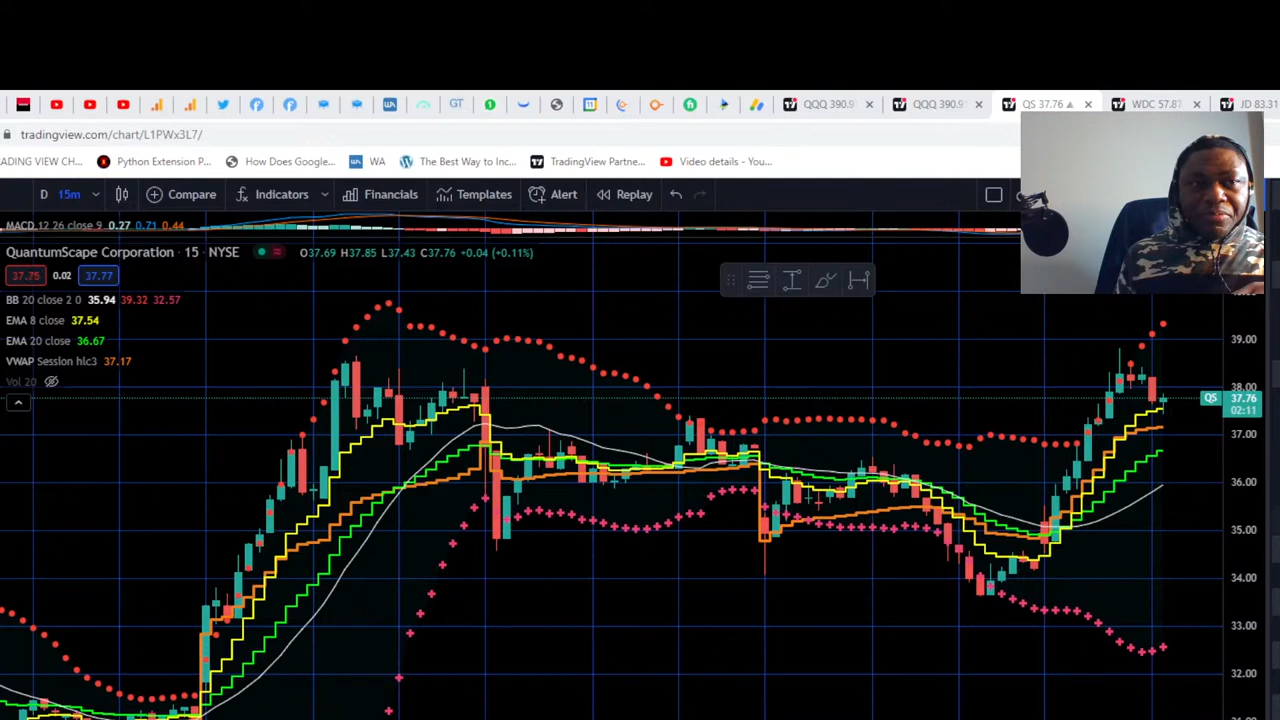 QQQ 390.9
QQQ 390.9
QS 37.76
WDC 57.87
JD 83.31
tradingview.com/chart/L1PWx3L7/
ADING VIEW CH...
Python Extension P...
How Does Google...
WA
The Best Way to Inc...
TradingView Partne...
Video details - You...
D 15m Compare Indicators Financials Templates Alert Replay
MACD 12 26 close 9 0.27 0.71 0.44
QuantumScape Corporation · 15 · NYSE O37.69 H37.85 L37.43 C37.76 +0.04 (+0.11%)
37.75 0.02 37.77
BB 20 close 2 0 35.94 39.32 32.57
EMA 8 close 37.54
EMA 20 close 36.67
VWAP Session hlc3 37.17
Vol 20
39.00
38.00
QS 37.76
02:11
37.00
36.00
35.00
34.00
33.00
32.00